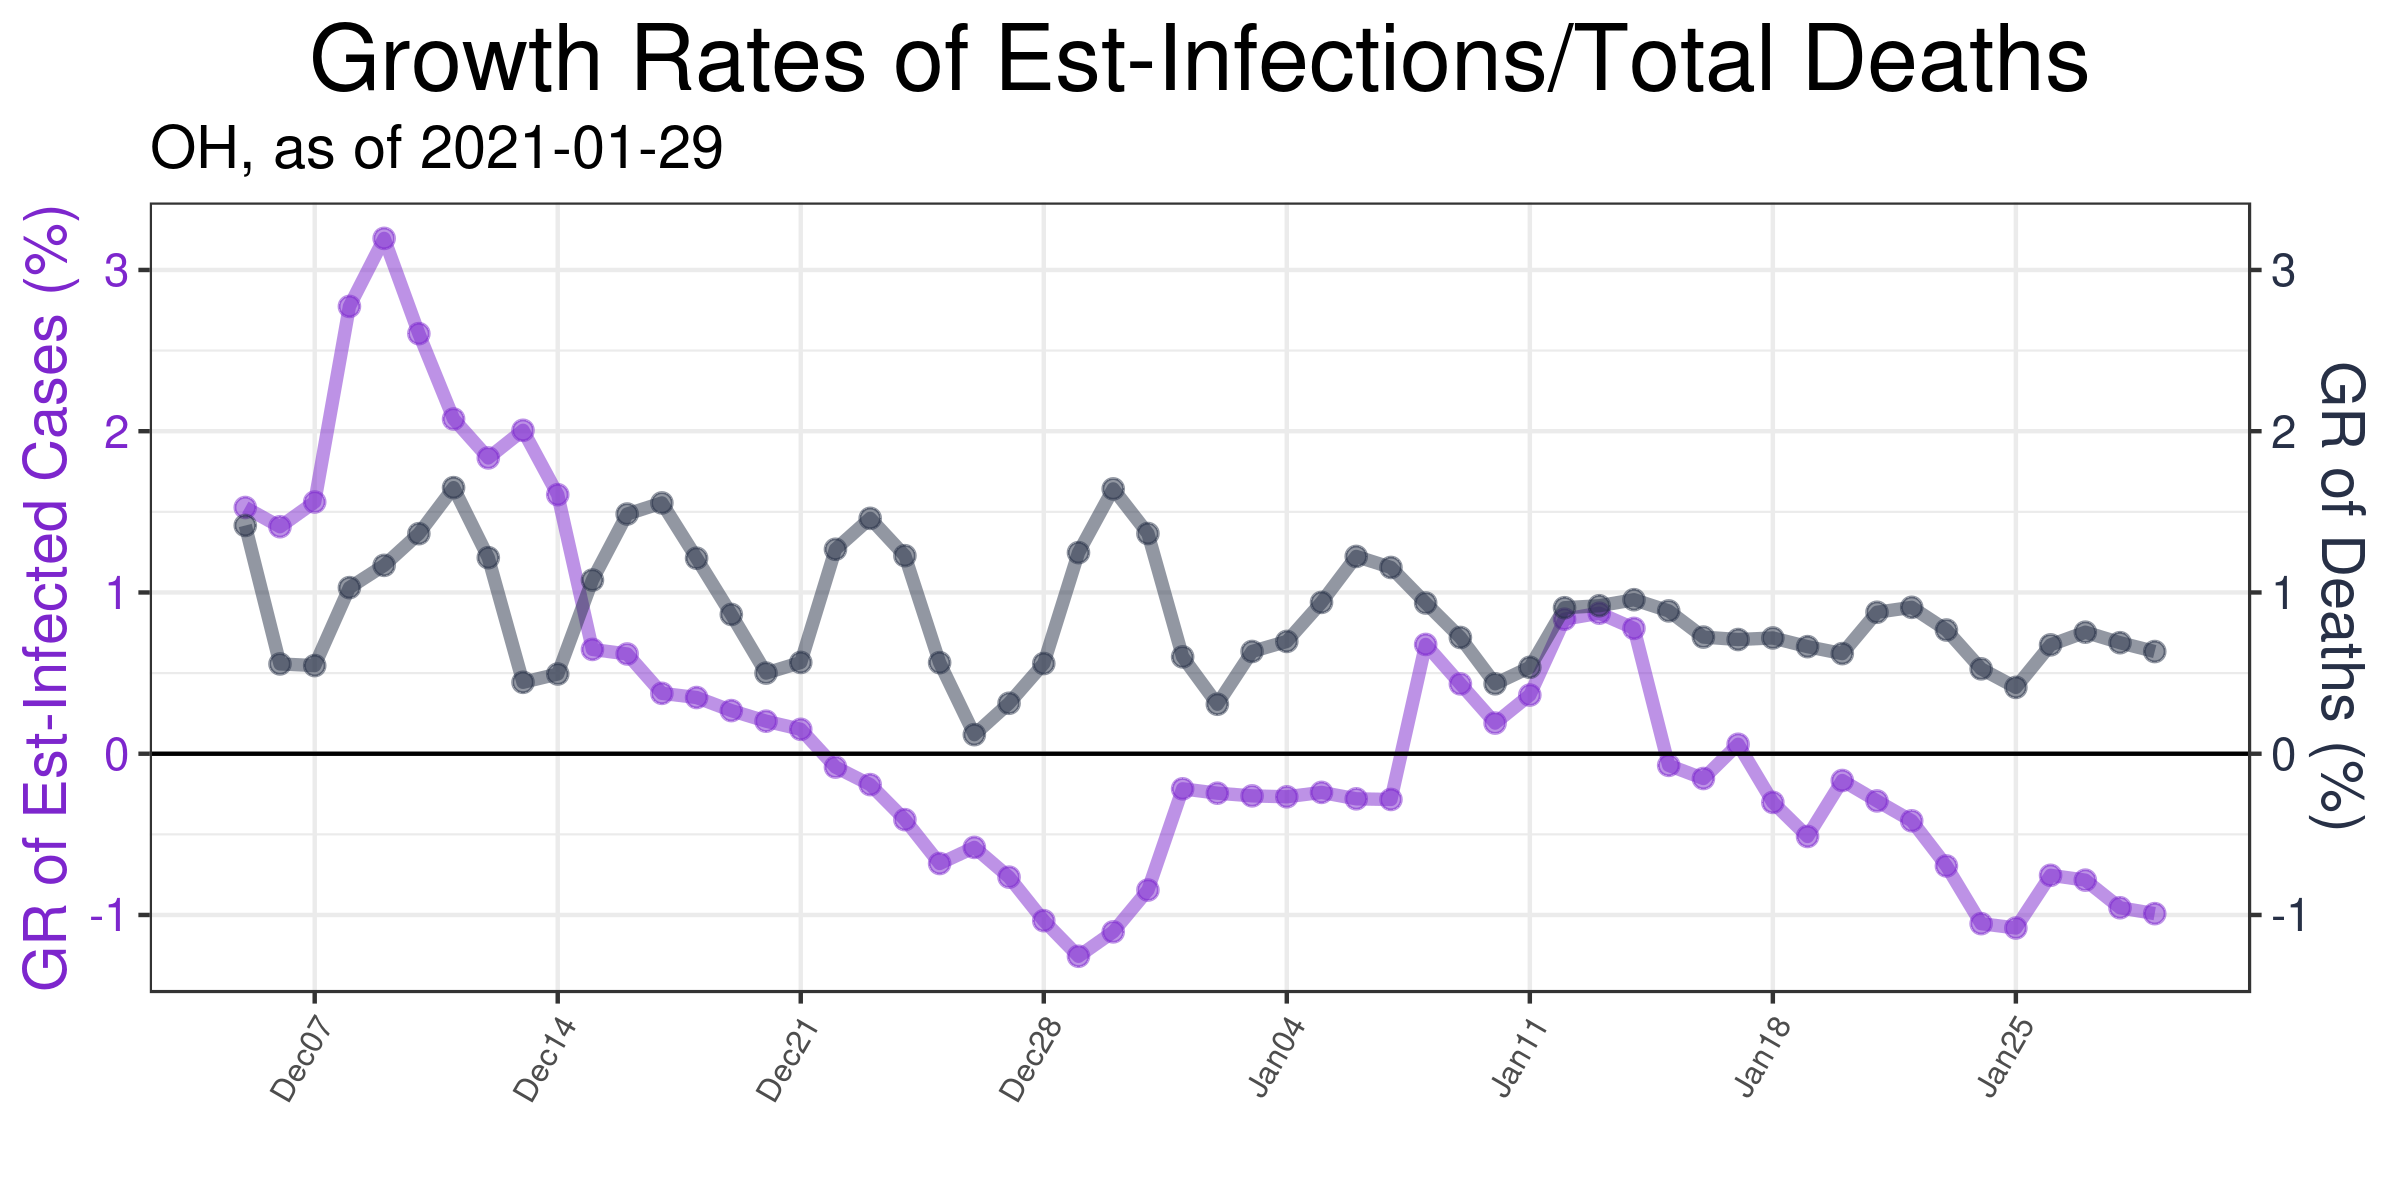 Growth Rates of Est-Infections/Total Deaths
OH, as of 2021-01-29
GR of Est-Infected Cases (%)
3
2
1
0
-1
3
2
1
0
-1
GR of Deaths (%)
Dec07
Dec14
Dec21
Dec28
Jan04
Jan11
Jan18
Jan25